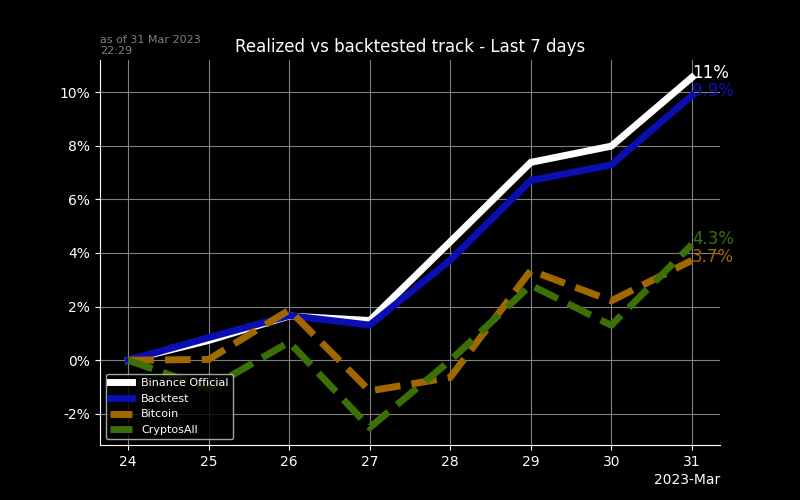 as of 31 Mar 2023
22:29
Realized vs backtested track - Last 7 days
11%
9.9%
10%
8%
6%
4.3%
4%
3.7%
2%
0%
-2%
Binance Official
Backtest
Bitcoin
CryptosAll
24 25 26 27 28 29 30 31
2023-Mar